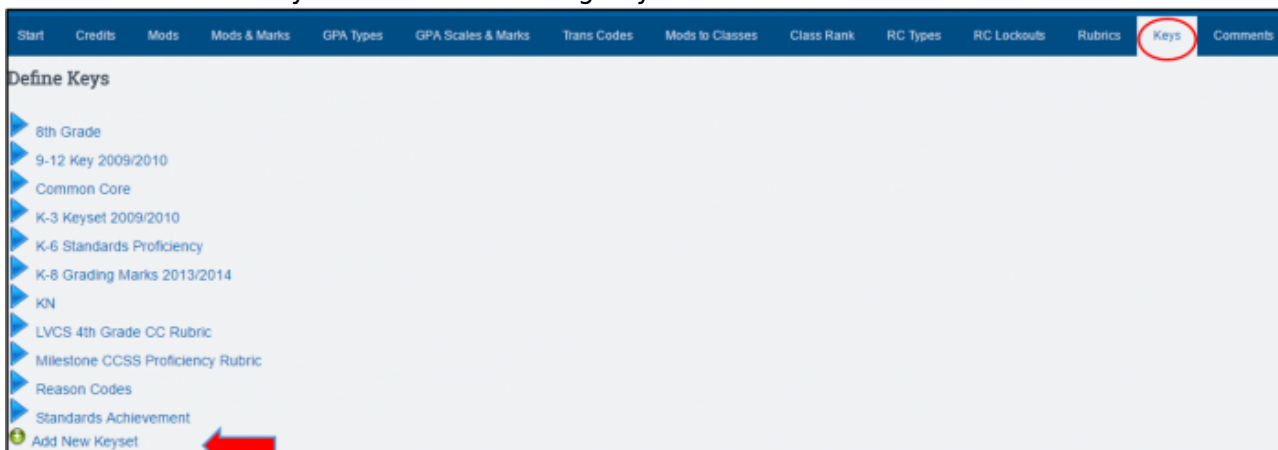 Start Credits Mods Mods & Marks GPA Types GPA Scales & Marks Trans Codes Mods to Classes Class Rank RC Types RC Lockouts Rubrics Keys Comments
Define Keys
8th Grade
9-12 Key 2009/2010
Common Core
K-3 Keyset 2009/2010
K-6 Standards Proficiency
K-8 Grading Marks 2013/2014
KN
LVCS 4th Grade CC Rubric
Milestone CCSS Proficiency Rubric
Reason Codes
Standards Achievement
Add New Keyset